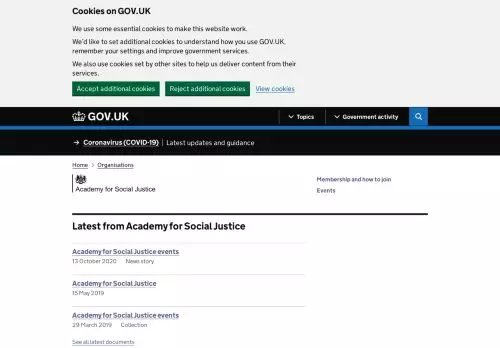 Cookies on GOV.UK
We use some essential cookies to make this website work.
We'd like to set additional cookies to understand how you use GOV.UK,
remember your settings and improve government services.
We also use cookies set by other sites to help us deliver content from their
services.
Accept additional cookies Reject additional cookies View cookies
GOV.UK Topics Government activity
→ Coronavirus (COVID-19) Latest updates and guidance
Home Organisations
Academy for Social Justice
Membership and how to join
Events
Latest from Academy for Social Justice
Academy for Social Justice events
13 October 2020 News story
Academy for Social Justice
15 May 2019
Academy for Social Justice events
29 March 2019 Collection
See all latest documents